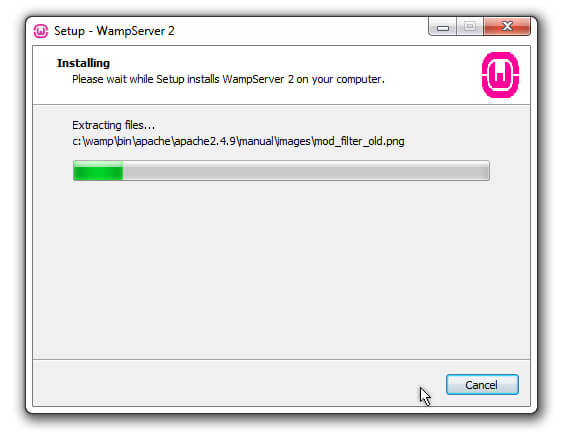 Setup - WampServer 2
Installing
Please wait while Setup installs WampServer 2 on your computer.
Extracting files...
c:\wamp\bin\apache\apache2.4.9\manual\images\mod_filter_old.png
Cancel